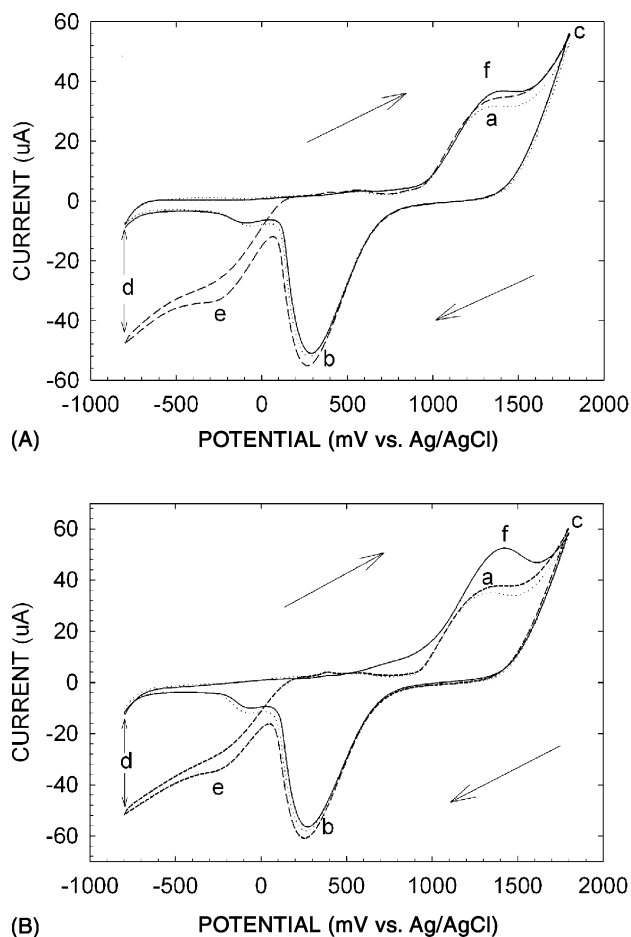 60
40
20
0
-20
-40
-60
CURRENT (uA)
c
f
a
d
e
b
-1000 -500 0 500 1000 1500 2000
(A)
POTENTIAL (mV vs. Ag/AgCl)
60
40
20
0
-20
-40
-60
CURRENT (uA)
c
f
a
d
e
b
-1000 -500 0 500 1000 1500 2000
(B)
POTENTIAL (mV vs. Ag/AgCl)